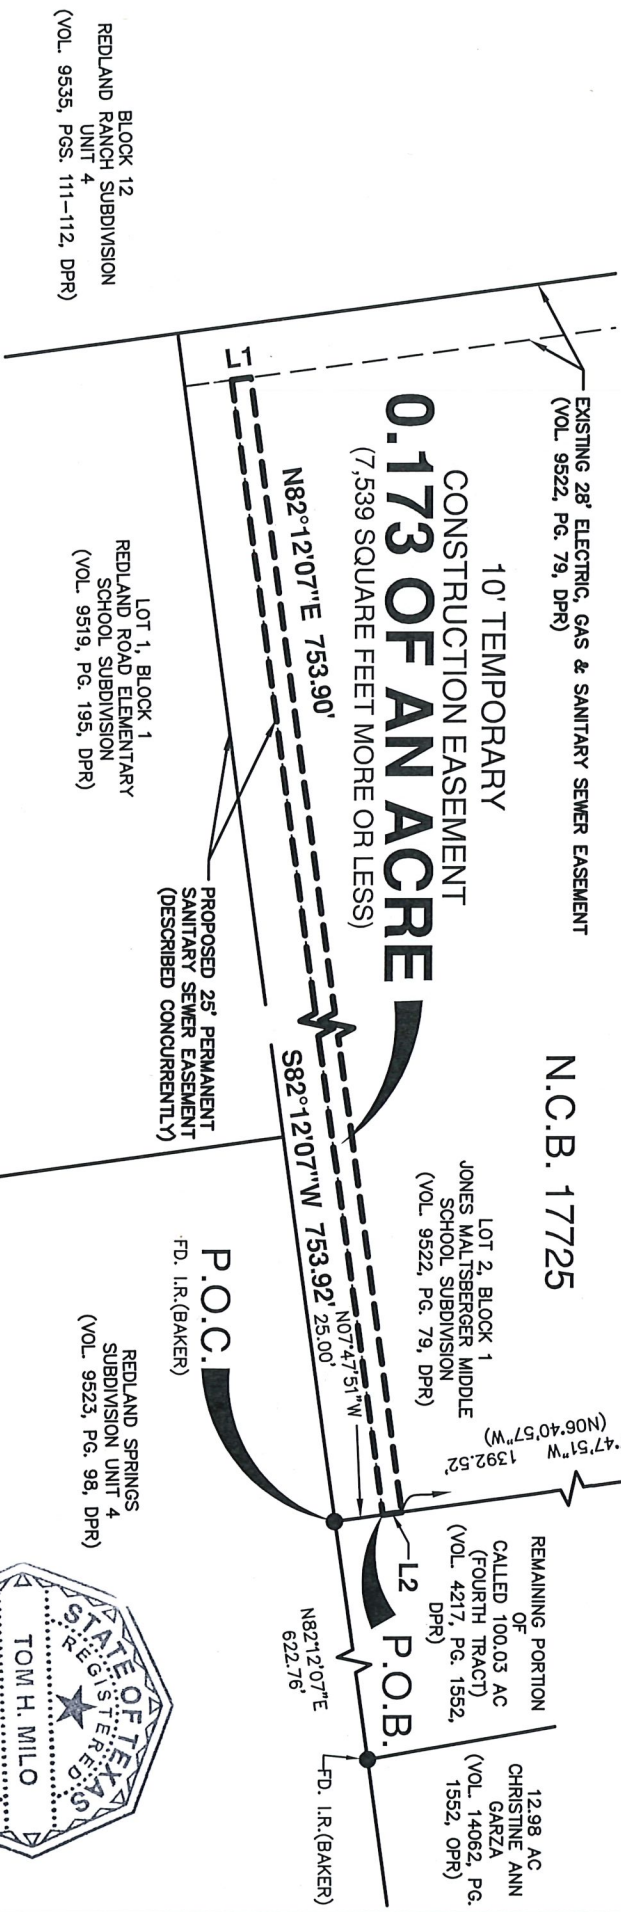 BLOCK 12
REDLAND RANCH SUBDIVISION
UNIT 4
(VOL. 9535, PGS. 111-112, DPR)
EXISTING 28' ELECTRIC, GAS & SANITARY SEWER EASEMENT
(VOL. 9522, PG. 79, DPR)
L1
10' TEMPORARY
CONSTRUCTION EASEMENT
0.173 OF AN ACRE
(7,539 SQUARE FEET MORE OR LESS)
N82°12'07"E 753.90'
LOT 1, BLOCK 1
REDLAND ROAD ELEMENTARY
SCHOOL SUBDIVISION
(VOL. 9519, PG. 195, DPR)
PROPOSED 25' PERMANENT
SANITARY SEWER EASEMENT
(DESCRIBED CONCURRENTLY)
N.C.B. 17725
LOT 2, BLOCK 1
JONES MALTSBERGER MIDDLE
SCHOOL SUBDIVISION
(VOL. 9522, PG. 79, DPR)
S82°12'07"W 753.92'
N07°47'51"W
25.00'
°47'51"W 1392.52'
(N06°40'57"W)
P.O.C.
FD. I.R.(BAKER)
L2
P.O.B.
REMAINING PORTION
OF
CALLED 100.03 AC
(FOURTH TRACT)
(VOL. 4217, PG. 1552,
DPR)
12.98 AC
CHRISTINE ANN
GARZA
(VOL. 14062, PG.
1552, OPR)
N82°12'07"E
622.76'
FD. I.R.(BAKER)
REDLAND SPRINGS
SUBDIVISION UNIT 4
(VOL. 9523, PG. 98, DPR)
STATE OF TEXAS
REGISTERED
TOM H. MILO